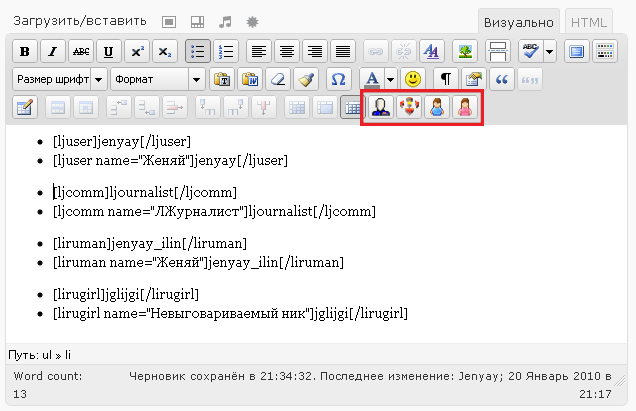 Загрузить/вставить
Визуально HTML
B I ABC U x² x₂
Размер шрифт Формат
[ljuser]jenyay[/ljuser]
[ljuser name="Женяй"]jenyay[/ljuser]
[ljcomm]ljournalist[/ljcomm]
[ljcomm name="ЛЖурналист"]ljournalist[/ljcomm]
[liruman]jenyay_ilin[/liruman]
[liruman name="Женяй"]jenyay_ilin[/liruman]
[lirugirl]jglijgi[/lirugirl]
[lirugirl name="Невыговариваемый ник"]jglijgi[/lirugirl]
Путь: ul » li
Word count: 13
Черновик сохранён в 21:34:32. Последнее изменение: Jenyay; 20 Январь 2010 в
21:17